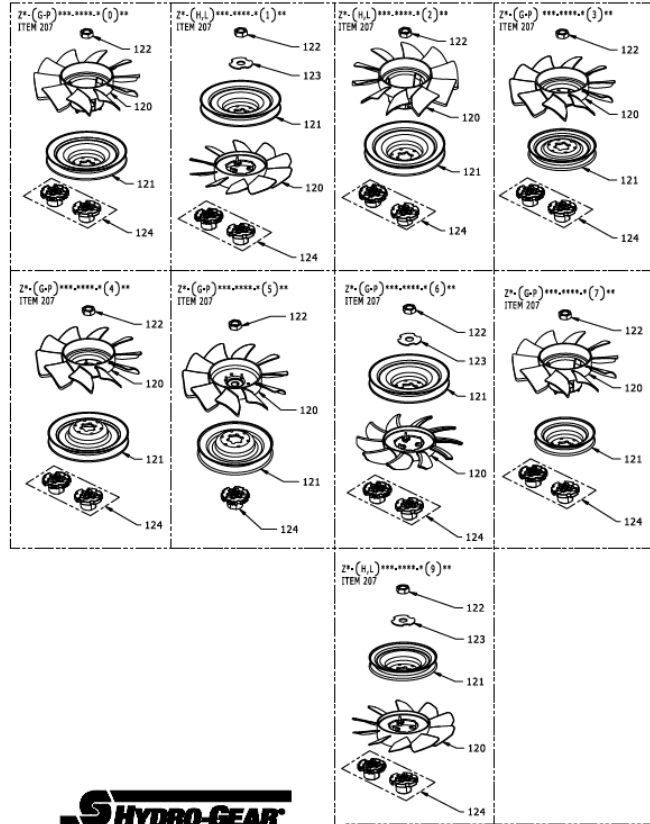 Z*-(G-P)***-****-*(0)**
ITEM 207
122
120
121
124
Z*-(H,L)***-****-*(1)**
ITEM 207
122
123
121
120
124
Z*-(H,L)***-****-*(2)**
ITEM 207
122
120
121
124
Z*-(G-P) ***-****-*(3)**
ITEM 207
122
120
121
124
Z*-(G-P)***-****-*(4)**
ITEM 207
122
120
121
124
Z*-(G-P)***-****-*(5)**
ITEM 207
122
120
121
124
Z*-(G-P)***-****-*(6)**
ITEM 207
122
123
121
120
124
Z*-(G-P)***-****-*(7)**
ITEM 207
122
120
121
124
Z*-(H,L)***-****-*(9)**
ITEM 207
122
123
121
120
124
HYDRO-GEAR